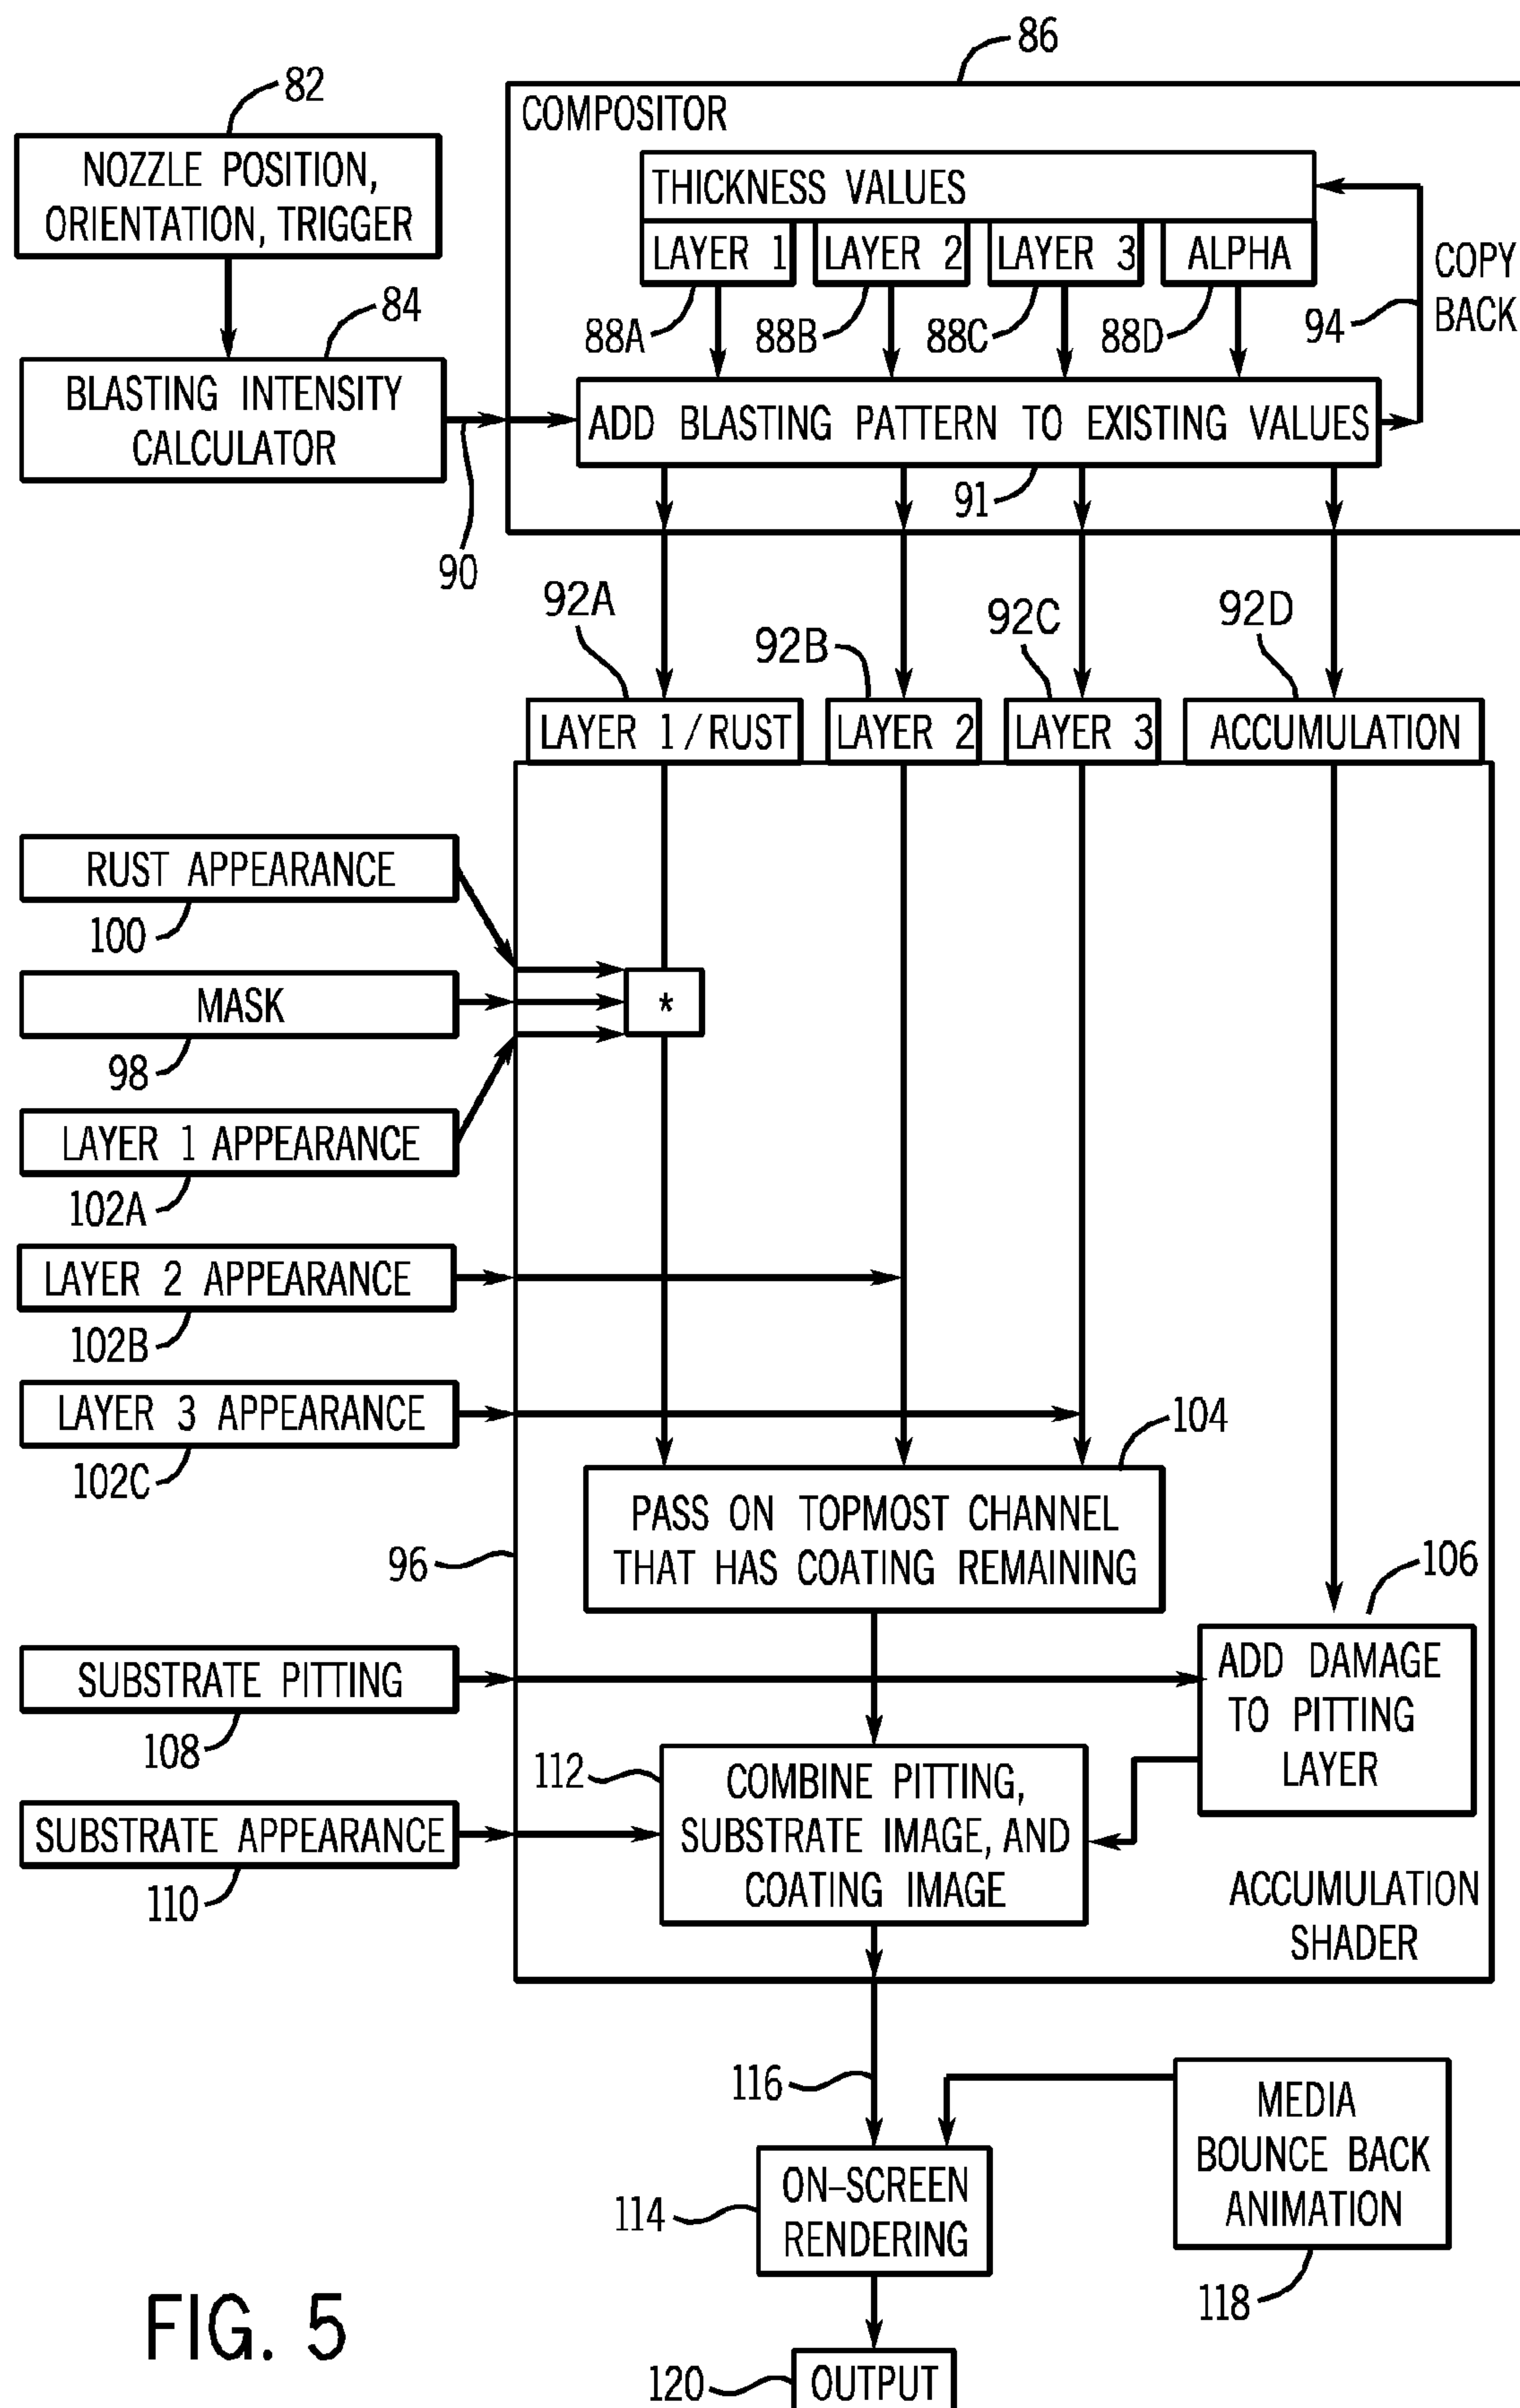 86
82
COMPOSITOR
NOZZLE POSITION,
ORIENTATION, TRIGGER
THICKNESS VALUES
LAYER 1
LAYER 2
LAYER 3
ALPHA
COPY
BACK
84
88A
88B
88C
88D
94
BLASTING INTENSITY
CALCULATOR
ADD BLASTING PATTERN TO EXISTING VALUES
91
90
92A
92B
92C
92D
LAYER 1/RUST
LAYER 2
LAYER 3
ACCUMULATION
RUST APPEARANCE
100
MASK
*
98
LAYER 1 APPEARANCE
102A
LAYER 2 APPEARANCE
102B
LAYER 3 APPEARANCE
102C
104
PASS ON TOPMOST CHANNEL
THAT HAS COATING REMAINING
96
106
SUBSTRATE PITTING
108
ADD DAMAGE
TO PITTING
LAYER
112
COMBINE PITTING,
SUBSTRATE IMAGE, AND
COATING IMAGE
SUBSTRATE APPEARANCE
110
ACCUMULATION
SHADER
116
MEDIA
BOUNCE BACK
ANIMATION
118
ON-SCREEN
RENDERING
114
FIG. 5
120
OUTPUT